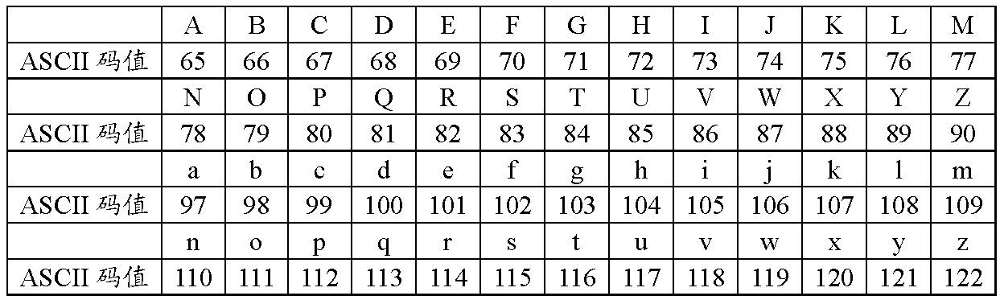 A B C D E F G H I J K L M
ASCII 码值 65 66 67 68 69 70 71 72 73 74 75 76 77
N O P Q R S T U V W X Y Z
ASCII 码值 78 79 80 81 82 83 84 85 86 87 88 89 90
a b c d e f g h i j k l m
ASCII 码值 97 98 99 100 101 102 103 104 105 106 107 108 109
n o p q r s t u v w x y z
ASCII 码值 110 111 112 113 114 115 116 117 118 119 120 121 122